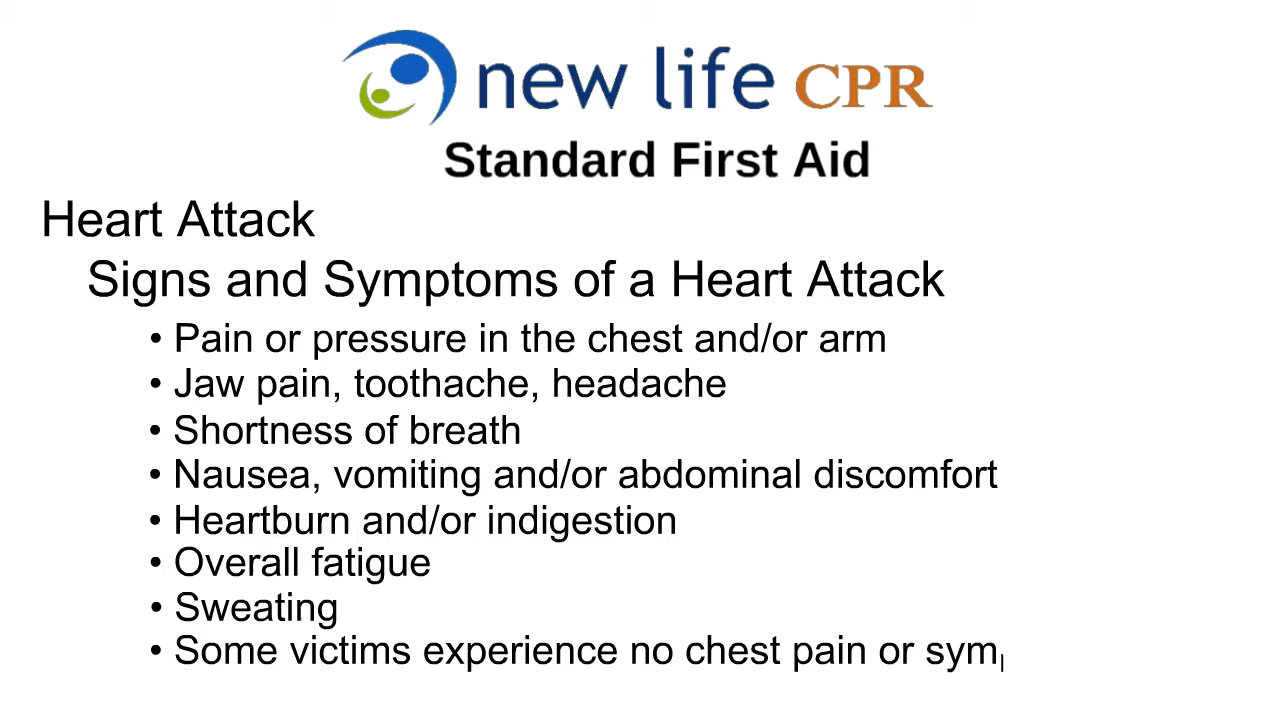 new life CPR
Standard First Aid
Heart Attack
Signs and Symptoms of a Heart Attack
• Pain or pressure in the chest and/or arm
• Jaw pain, toothache, headache
• Shortness of breath
• Nausea, vomiting and/or abdominal discomfort
• Heartburn and/or indigestion
• Overall fatigue
• Sweating
• Some victims experience no chest pain or sym